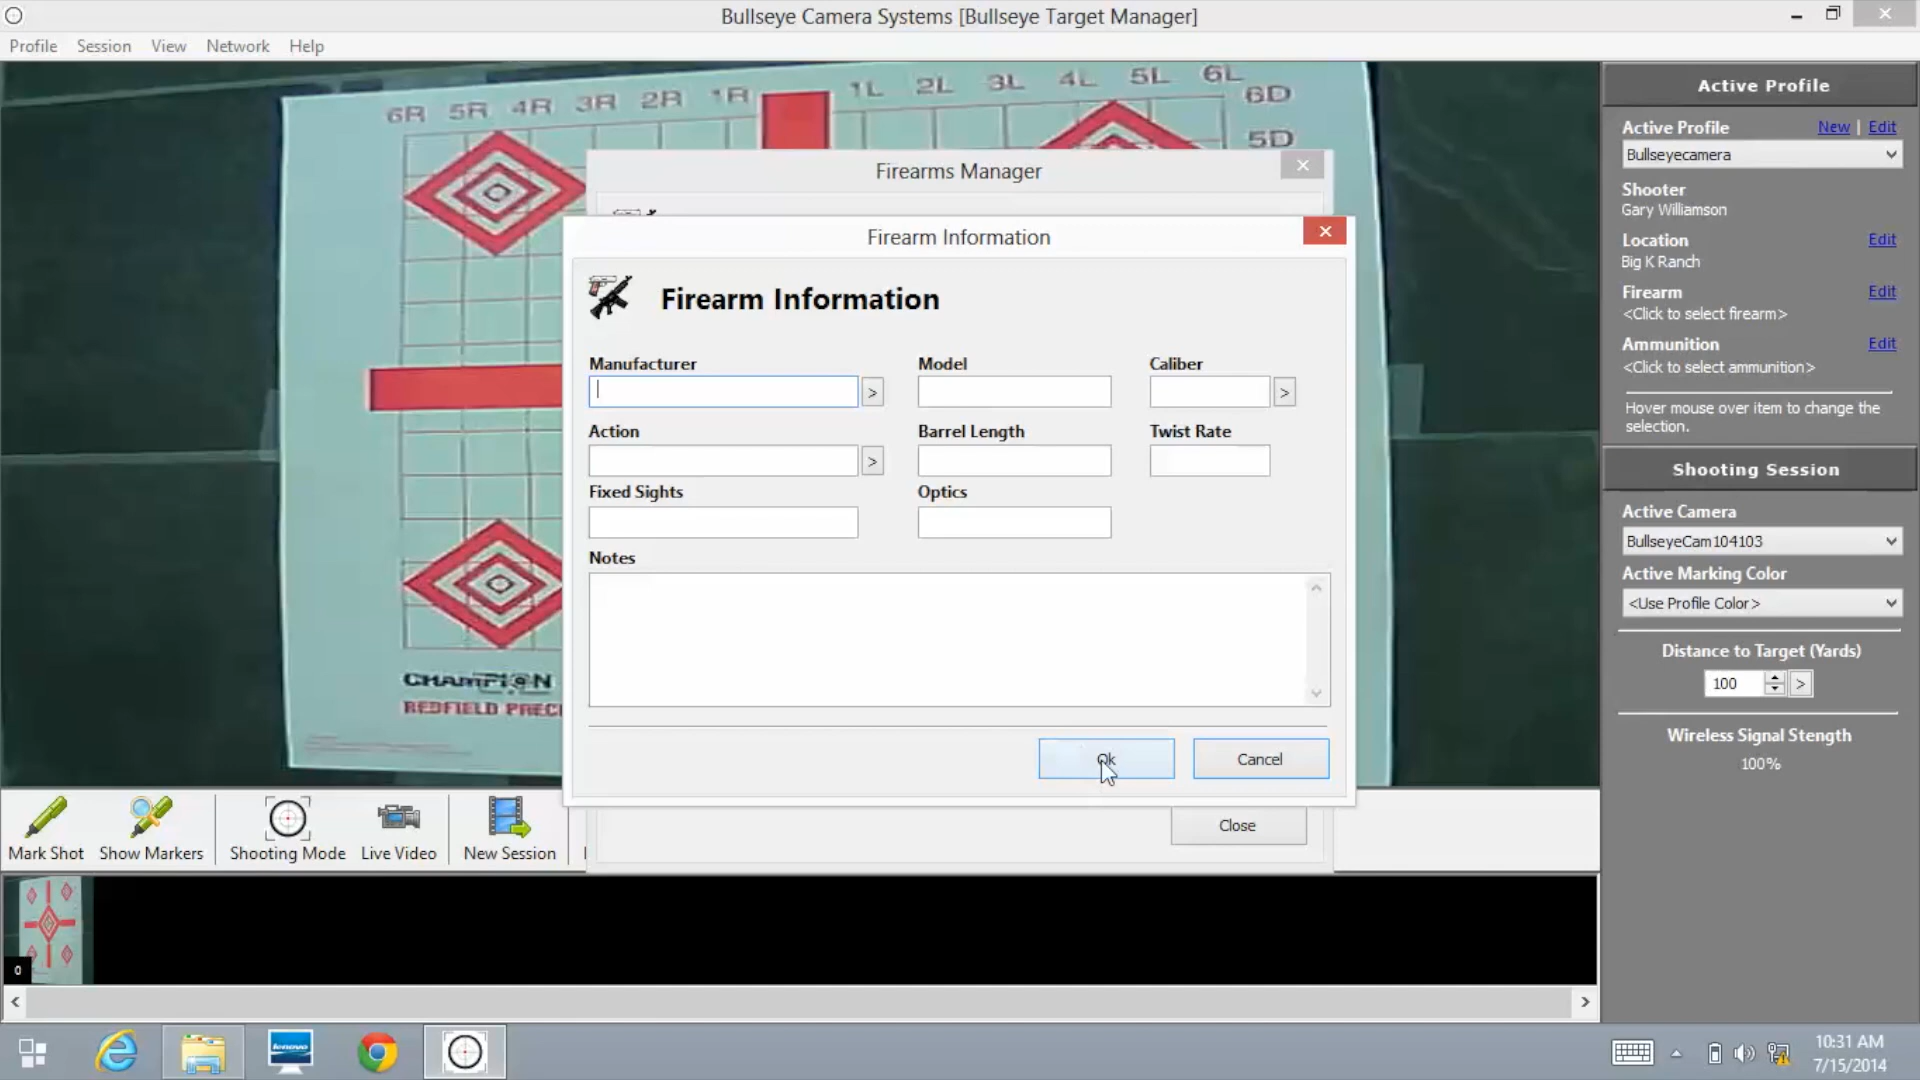 Bullseye Camera Systems [Bullseye Target Manager]
Profile Session View Network Help
6R 5R 4R 3R 2R 1R 1L 2L 3L 4L 5L 6L
6D
5D
CHAMPION
REDFIELD PRECI
Firearms Manager
Firearm Information
Firearm Information
Manufacturer Model Caliber
> >
Action Barrel Length Twist Rate
>
Fixed Sights Optics
Notes
Ok Cancel
Close
Active Profile
Active Profile New | Edit
Bullseyecamera
Shooter
Gary Williamson
Location Edit
Big K Ranch
Firearm Edit
<Click to select firearm>
Ammunition Edit
<Click to select ammunition>
Hover mouse over item to change the
selection.
Shooting Session
Active Camera
BullseyeCam104103
Active Marking Color
<Use Profile Color>
Distance to Target (Yards)
100 >
Wireless Signal Stength
100%
Mark Shot Show Markers Shooting Mode Live Video New Session
0
lenovo
10:31 AM
7/15/2014